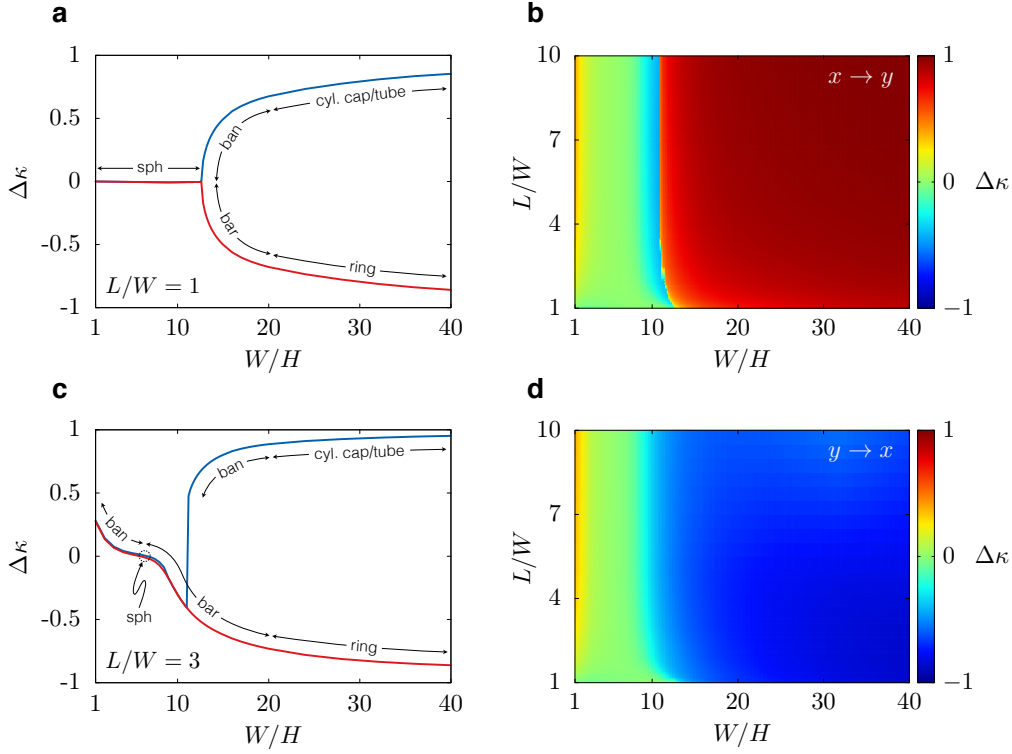 a
1
0.5
0
-0.5
-1
Δκ
sph
ban
cyl. cap/tube
bar
ring
L/W = 1
1
10
20
30
40
W/H
b
10
7
4
1
L/W
x → y
1
10
20
30
40
W/H
1
0
−1
Δκ
c
1
0.5
0
-0.5
-1
Δκ
ban
sph
ban
cyl. cap/tube
bar
ring
L/W = 3
1
10
20
30
40
W/H
d
10
7
4
1
L/W
y → x
1
10
20
30
40
W/H
1
0
−1
Δκ